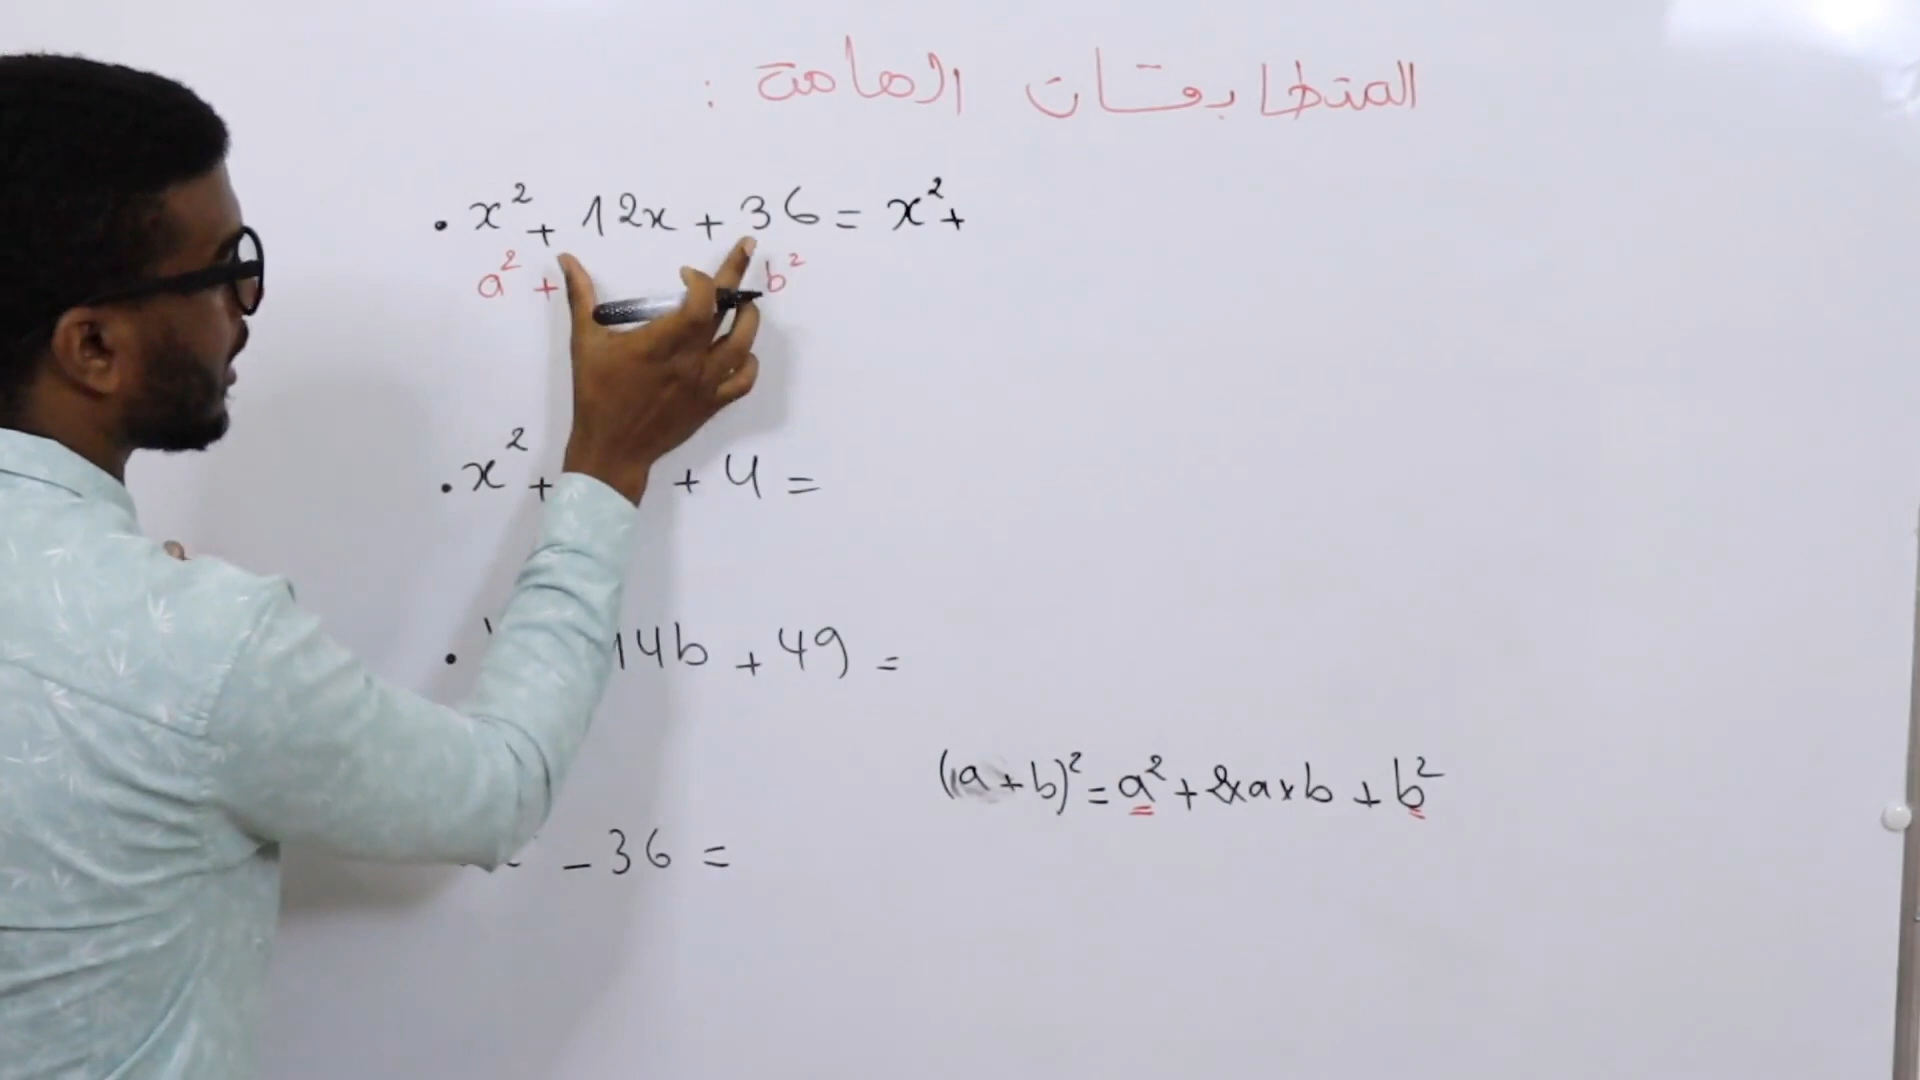 المتطابقات الهامة :
• x² + 12x + 36 = x² +
a² + b²
• x² + + 4 =
• 14b + 49 =
- 36 =
(a + b)² = a² + 2×a×b + b²